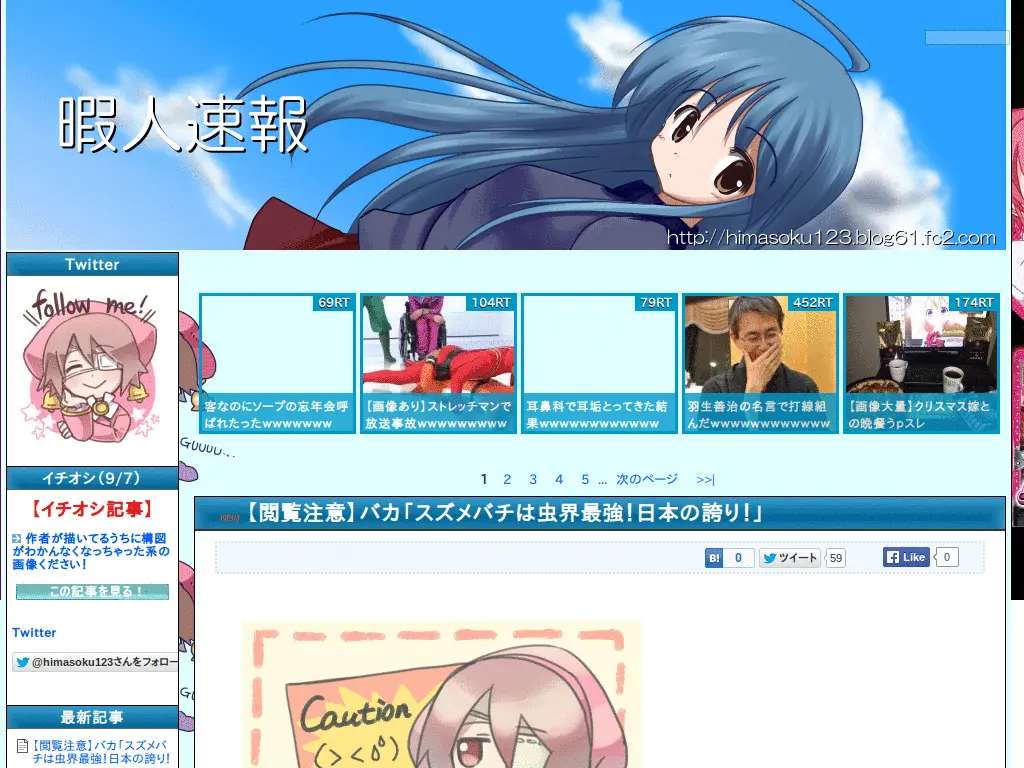 暇人速報
http://himasoku123.blog61.fc2.com
Twitter
follow me!
イチオシ(9/7)
【イチオシ記事】
作者が描いてるうちに構図
がわかんなくなっちゃった系の
画像ください!
この記事を見る!
Twitter
@himasoku123さんをフォロー
最新記事
【閲覧注意】バカ「スズメバ
チは虫界最強!日本の誇り!
69RT
客なのにソープの忘年会呼
ばれたったwwwwwww
104RT
【画像あり】ストレッチマンで
放送事故wwwwwwwww
79RT
耳鼻科で耳垢とってきた結
果wwwwwwwwwwww
452RT
羽生善治の名言で打線組
んだwwwwwwwwwwww
174RT
【画像大量】クリスマス嫁と
の晩餐うpスレ
GUUUU...
1 2 3 4 5 ... 次のページ >>|
NEW 【閲覧注意】バカ「スズメバチは虫界最強!日本の誇り!」
B! 0 ツイート 59 Like 0
Caution